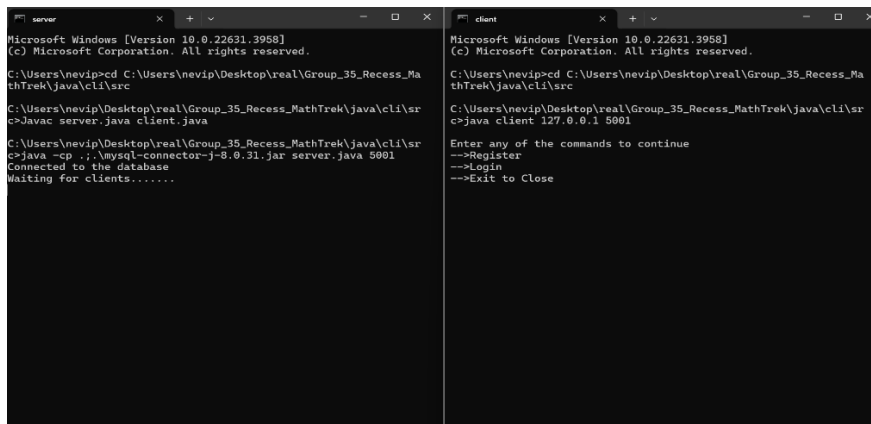 server
Microsoft Windows [Version 10.0.22631.3958]
(c) Microsoft Corporation. All rights reserved.
C:\Users\nevip>cd C:\Users\nevip\Desktop\real\Group_35_Recess_Ma
thTrek\java\cli\src
C:\Users\nevip\Desktop\real\Group_35_Recess_MathTrek\java\cli\sr
c>Javac server.java client.java
C:\Users\nevip\Desktop\real\Group_35_Recess_MathTrek\java\cli\sr
c>java -cp .;.\mysql-connector-j-8.0.31.jar server.java 5001
Connected to the database
Waiting for clients.......
client
Microsoft Windows [Version 10.0.22631.3958]
(c) Microsoft Corporation. All rights reserved.
C:\Users\nevip>cd C:\Users\nevip\Desktop\real\Group_35_Recess_Ma
thTrek\java\cli\src
C:\Users\nevip\Desktop\real\Group_35_Recess_MathTrek\java\cli\sr
c>java client 127.0.0.1 5001
Enter any of the commands to continue
-->Register
-->Login
-->Exit to Close